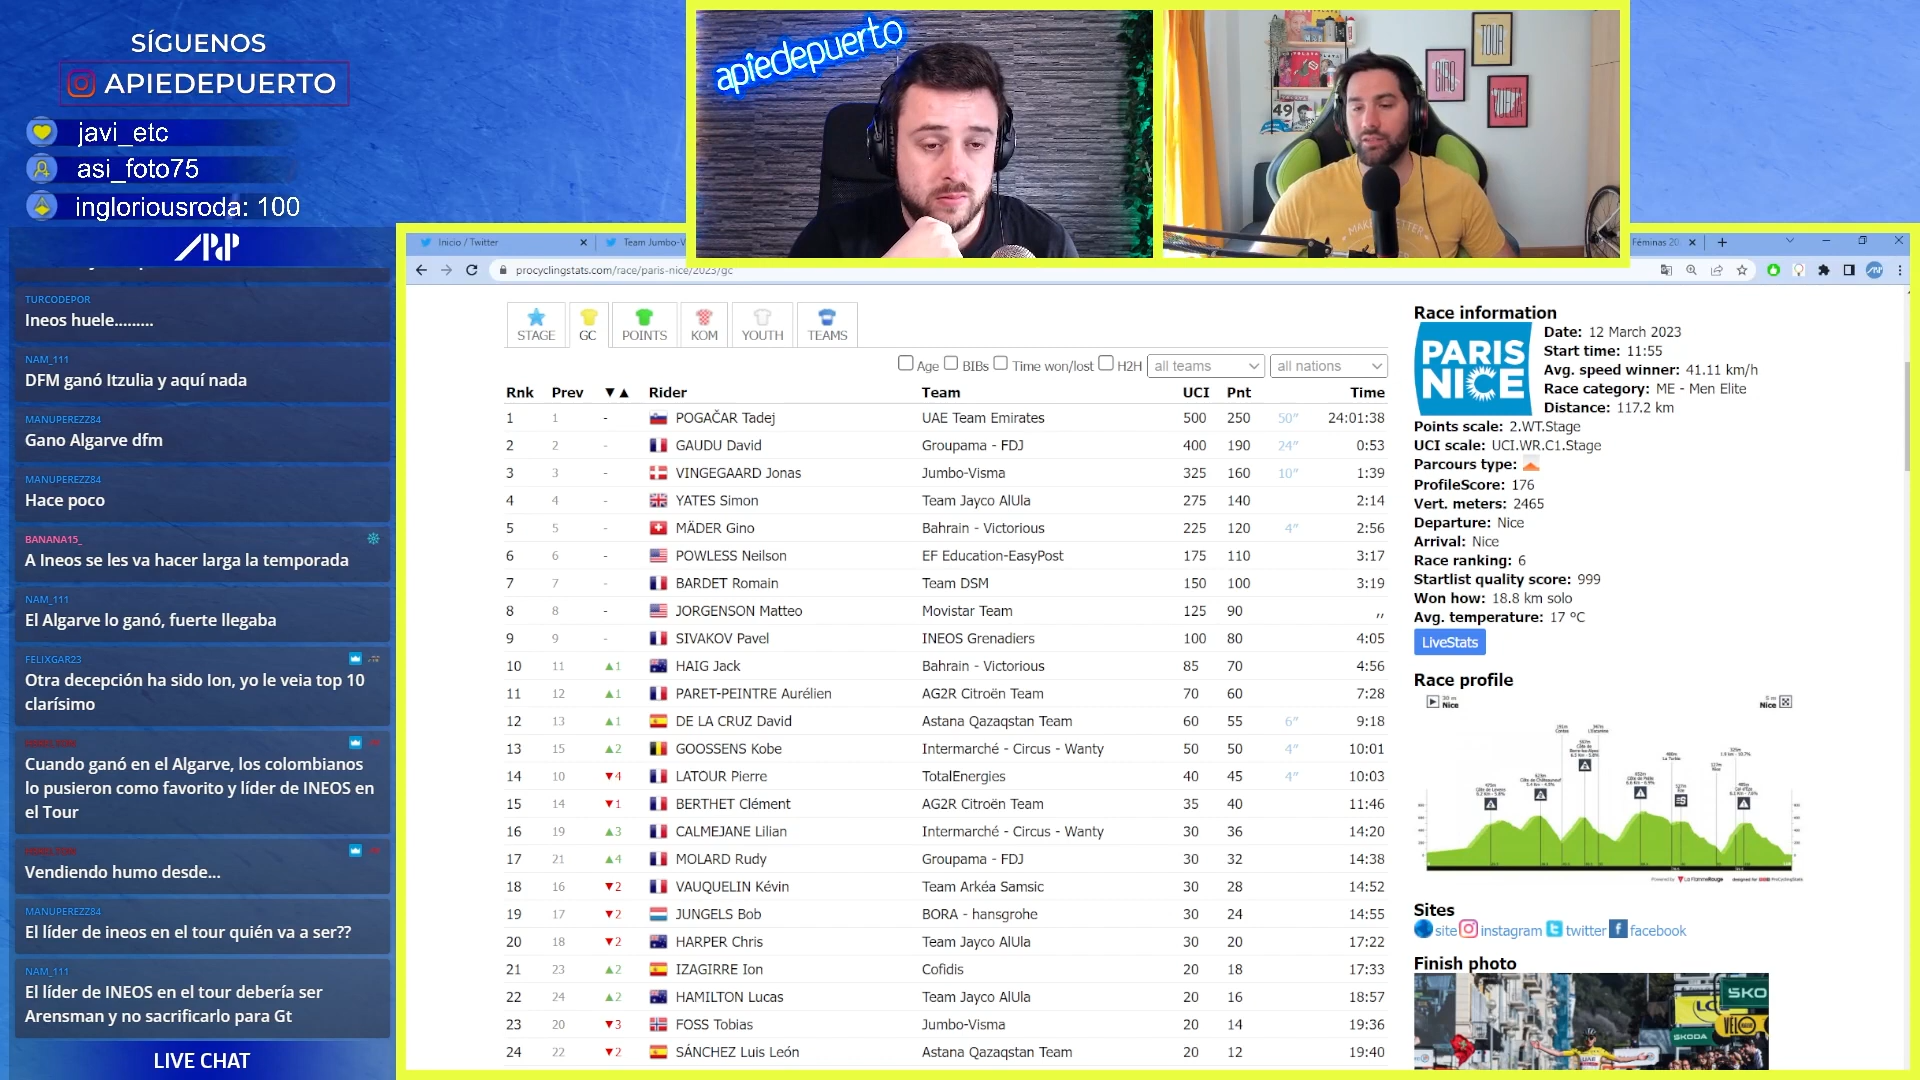 SÍGUENOS
APIEDEPUERTO
javi_etc
asi_foto75
ingloriousroda: 100
TURCODEPOR
Ineos huele.........
NAM_111
DFM ganó Itzulia y aquí nada
MANUPEREZZ84
Gano Algarve dfm
MANUPEREZZ84
Hace poco
BANANA15_
A Ineos se les va hacer larga la temporada
NAM_111
El Algarve lo ganó, fuerte llegaba
FELIXGAR23
Otra decepción ha sido Ion, yo le veia top 10
clarísimo
Cuando ganó en el Algarve, los colombianos
lo pusieron como favorito y líder de INEOS en
el Tour
Vendiendo humo desde...
MANUPEREZZ84
El líder de ineos en el tour quién va a ser??
NAM_111
El líder de INEOS en el tour debería ser
Arensman y no sacrificarlo para Gt
LIVE CHAT
apiedepuerto
TOUR
GIRO
VUELTA
49
Inicio / Twitter
Team Jumbo-V
Féminas 20
procyclingstats.com/race/paris-nice/2023/gc
STAGE GC POINTS KOM YOUTH TEAMS
Age BIBs Time won/lost H2H all teams all nations
Rnk Prev ▼▲ Rider Team UCI Pnt Time
1 1 - POGAČAR Tadej UAE Team Emirates 500 250 50″ 24:01:38
2 2 - GAUDU David Groupama - FDJ 400 190 24″ 0:53
3 3 - VINGEGAARD Jonas Jumbo-Visma 325 160 10″ 1:39
4 4 - YATES Simon Team Jayco AlUla 275 140 2:14
5 5 - MÄDER Gino Bahrain - Victorious 225 120 4″ 2:56
6 6 - POWLESS Neilson EF Education-EasyPost 175 110 3:17
7 7 - BARDET Romain Team DSM 150 100 3:19
8 8 - JORGENSON Matteo Movistar Team 125 90 ,,
9 9 - SIVAKOV Pavel INEOS Grenadiers 100 80 4:05
10 11 ▲1 HAIG Jack Bahrain - Victorious 85 70 4:56
11 12 ▲1 PARET-PEINTRE Aurélien AG2R Citroën Team 70 60 7:28
12 13 ▲1 DE LA CRUZ David Astana Qazaqstan Team 60 55 6″ 9:18
13 15 ▲2 GOOSSENS Kobe Intermarché - Circus - Wanty 50 50 4″ 10:01
14 10 ▼4 LATOUR Pierre TotalEnergies 40 45 4″ 10:03
15 14 ▼1 BERTHET Clément AG2R Citroën Team 35 40 11:46
16 19 ▲3 CALMEJANE Lilian Intermarché - Circus - Wanty 30 36 14:20
17 21 ▲4 MOLARD Rudy Groupama - FDJ 30 32 14:38
18 16 ▼2 VAUQUELIN Kévin Team Arkéa Samsic 30 28 14:52
19 17 ▼2 JUNGELS Bob BORA - hansgrohe 30 24 14:55
20 18 ▼2 HARPER Chris Team Jayco AlUla 30 20 17:22
21 23 ▲2 IZAGIRRE Ion Cofidis 20 18 17:33
22 24 ▲2 HAMILTON Lucas Team Jayco AlUla 20 16 18:57
23 20 ▼3 FOSS Tobias Jumbo-Visma 20 14 19:36
24 22 ▼2 SÁNCHEZ Luis León Astana Qazaqstan Team 20 12 19:40
Race information
PARIS
NICE
Date: 12 March 2023
Start time: 11:55
Avg. speed winner: 41.11 km/h
Race category: ME - Men Elite
Distance: 117.2 km
Points scale: 2.WT.Stage
UCI scale: UCI.WR.C1.Stage
Parcours type:
ProfileScore: 176
Vert. meters: 2465
Departure: Nice
Arrival: Nice
Race ranking: 6
Startlist quality score: 999
Won how: 18.8 km solo
Avg. temperature: 17 °C
LiveStats
Race profile
Nice
Nice
Sites
site instagram twitter facebook
Finish photo
SKO
SKODA